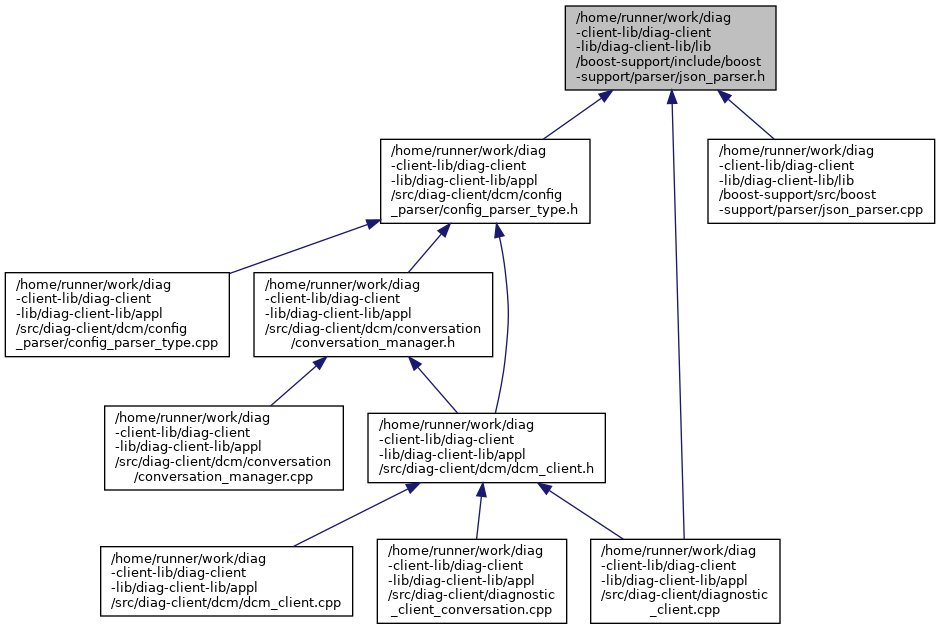 /home/runner/work/diag
-client-lib/diag-client
-lib/diag-client-lib/lib
/boost-support/include/boost
-support/parser/json_parser.h
/home/runner/work/diag
-client-lib/diag-client
-lib/diag-client-lib/appl
/src/diag-client/dcm/config
_parser/config_parser_type.h
/home/runner/work/diag
-client-lib/diag-client
-lib/diag-client-lib/lib
/boost-support/src/boost
-support/parser/json_parser.cpp
/home/runner/work/diag
-client-lib/diag-client
-lib/diag-client-lib/appl
/src/diag-client/dcm/config
_parser/config_parser_type.cpp
/home/runner/work/diag
-client-lib/diag-client
-lib/diag-client-lib/appl
/src/diag-client/dcm/conversation
/conversation_manager.h
/home/runner/work/diag
-client-lib/diag-client
-lib/diag-client-lib/appl
/src/diag-client/dcm/conversation
/conversation_manager.cpp
/home/runner/work/diag
-client-lib/diag-client
-lib/diag-client-lib/appl
/src/diag-client/dcm/dcm_client.h
/home/runner/work/diag
-client-lib/diag-client
-lib/diag-client-lib/appl
/src/diag-client/dcm/dcm_client.cpp
/home/runner/work/diag
-client-lib/diag-client
-lib/diag-client-lib/appl
/src/diag-client/diagnostic
_client_conversation.cpp
/home/runner/work/diag
-client-lib/diag-client
-lib/diag-client-lib/appl
/src/diag-client/diagnostic
_client.cpp